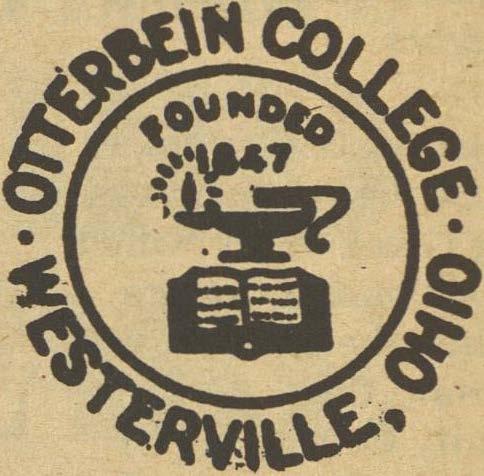 OTTERBEIN COLLEGE
· WESTERVILLE, OHIO ·
FOUNDED
1847